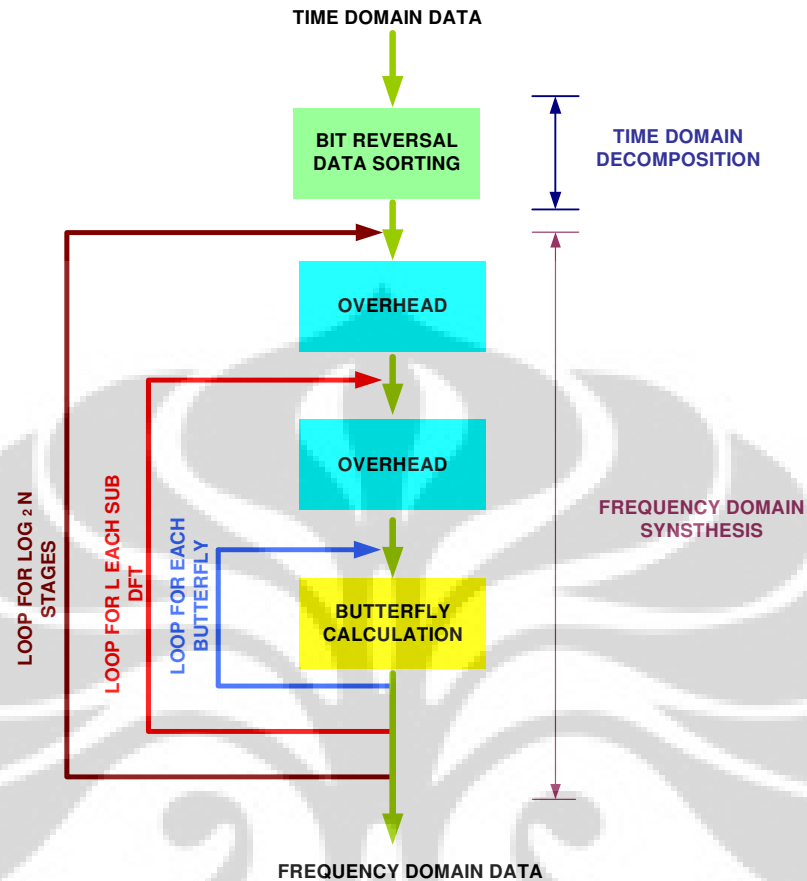 TIME DOMAIN DATA
BIT REVERSAL
DATA SORTING
TIME DOMAIN
DECOMPOSITION
OVERHEAD
OVERHEAD
FREQUENCY DOMAIN
SYNSTHESIS
LOOP FOR LOG 2 N
STAGES
LOOP FOR L EACH SUB
DFT
LOOP FOR EACH
BUTTERFLY
BUTTERFLY
CALCULATION
FREQUENCY DOMAIN DATA